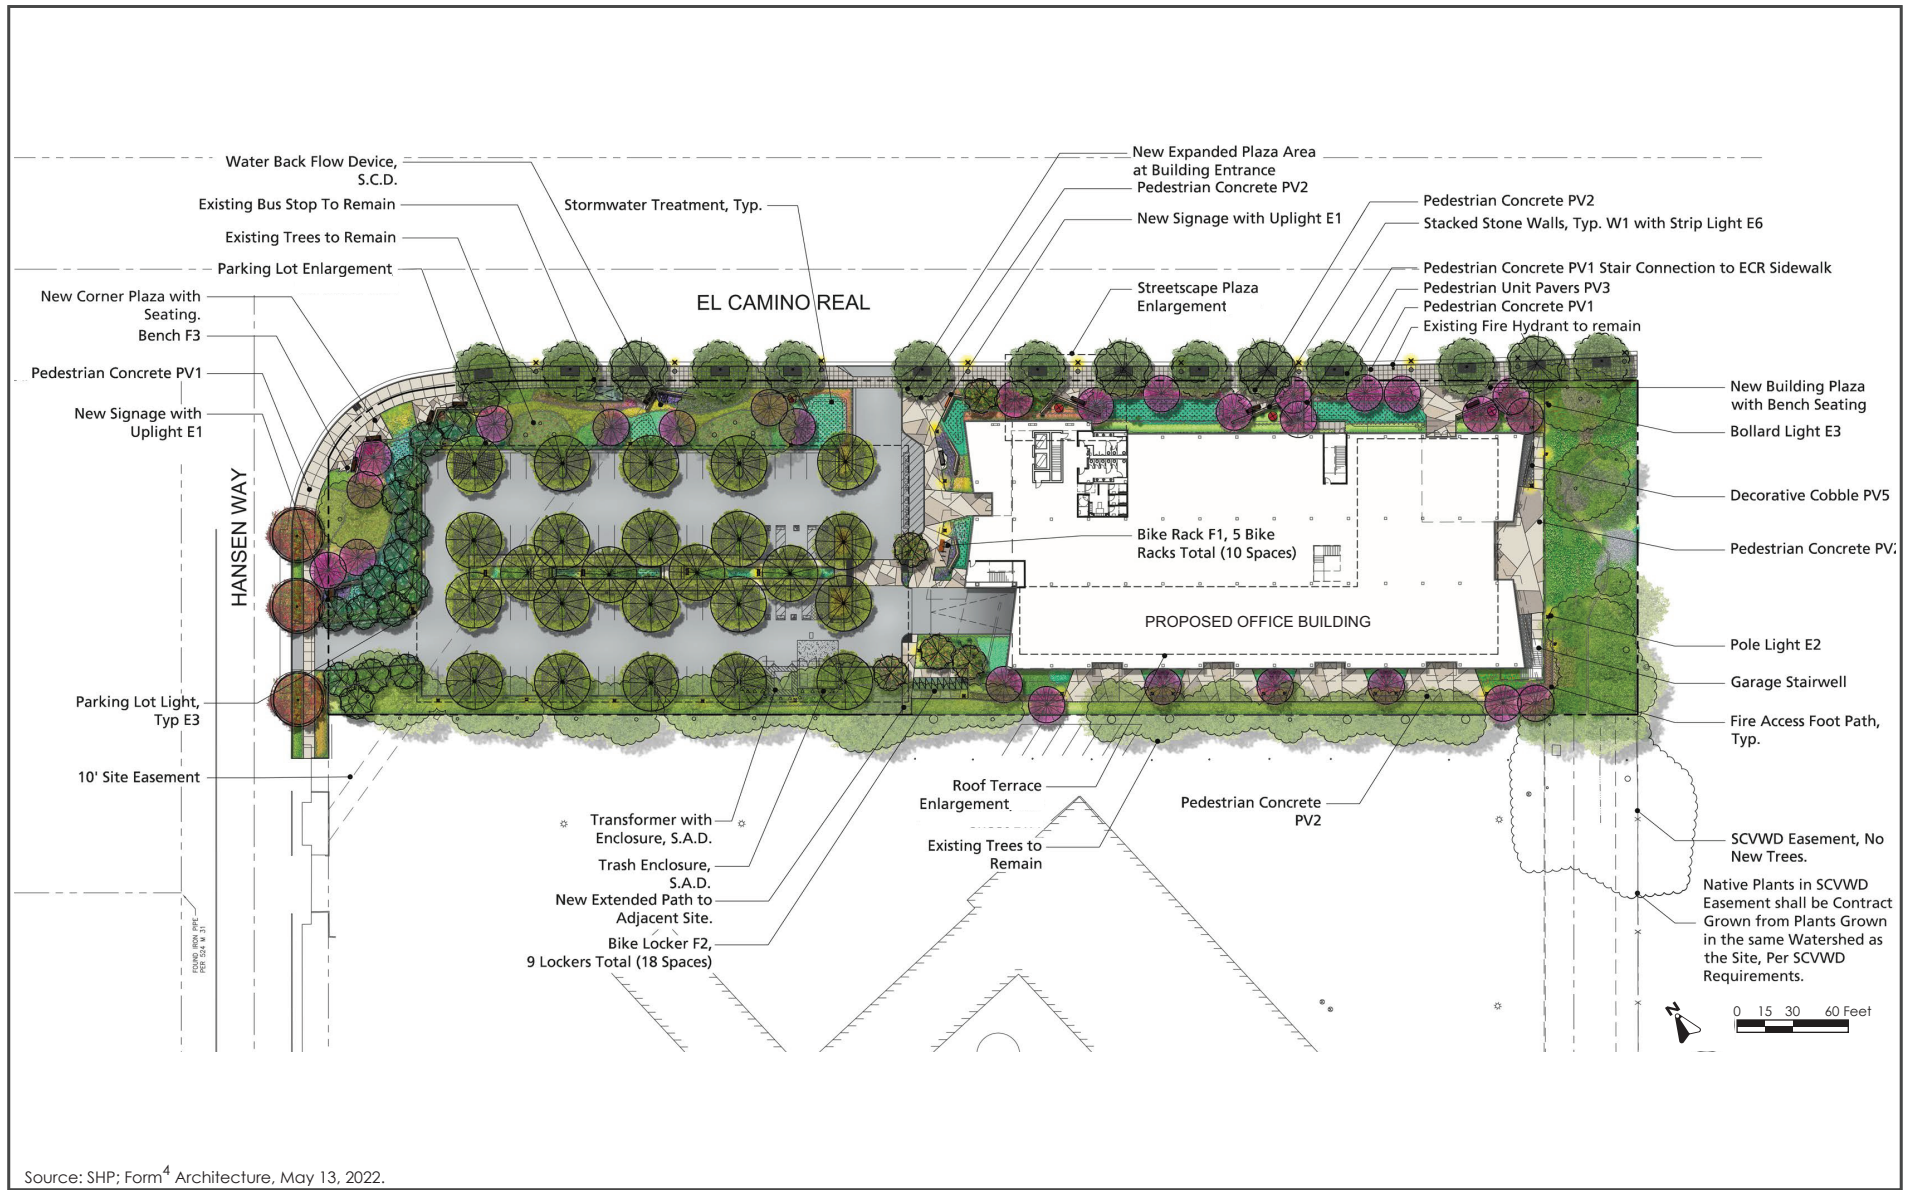 Water Back Flow Device,
S.C.D.
Existing Bus Stop To Remain
Existing Trees to Remain
Parking Lot Enlargement
New Corner Plaza with
Seating.
Bench F3
Pedestrian Concrete PV1
New Signage with
Uplight E1
Stormwater Treatment, Typ.
New Expanded Plaza Area
at Building Entrance
Pedestrian Concrete PV2
New Signage with Uplight E1
Streetscape Plaza
Enlargement
Pedestrian Concrete PV2
Stacked Stone Walls, Typ. W1 with Strip Light E6
Pedestrian Concrete PV1 Stair Connection to ECR Sidewalk
Pedestrian Unit Pavers PV3
Pedestrian Concrete PV1
Existing Fire Hydrant to remain
EL CAMINO REAL
HANSEN WAY
New Building Plaza
with Bench Seating
Bollard Light E3
Decorative Cobble PV5
Pedestrian Concrete PV2
Bike Rack F1, 5 Bike
Racks Total (10 Spaces)
PROPOSED OFFICE BUILDING
Pole Light E2
Garage Stairwell
Fire Access Foot Path,
Typ.
Parking Lot Light,
Typ E3
10' Site Easement
Transformer with
Enclosure, S.A.D.
Trash Enclosure,
S.A.D.
New Extended Path to
Adjacent Site.
Bike Locker F2,
9 Lockers Total (18 Spaces)
Roof Terrace
Enlargement
Existing Trees to
Remain
Pedestrian Concrete
PV2
SCVWD Easement, No
New Trees.
Native Plants in SCVWD
Easement shall be Contract
Grown from Plants Grown
in the same Watershed as
the Site, Per SCVWD
Requirements.
FOUND IRON PIPE
PER 524 M 31
N
0 15 30 60 Feet
Source: SHP; Form4 Architecture, May 13, 2022.